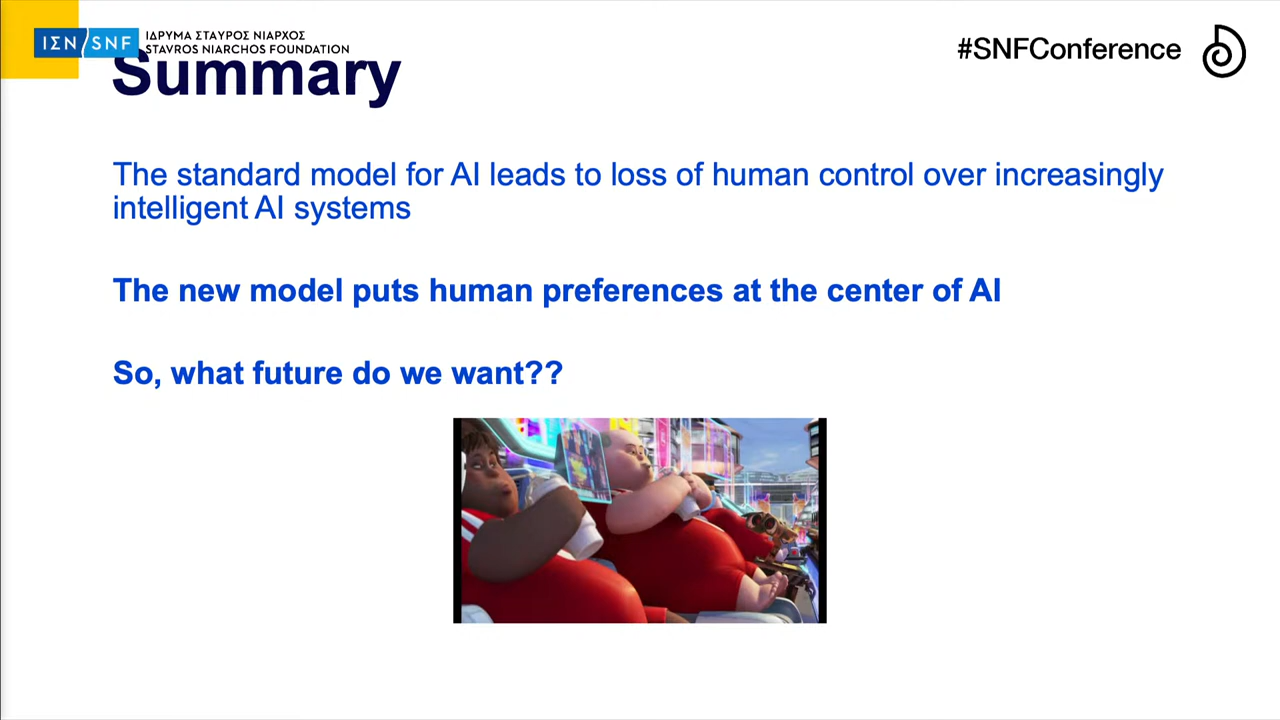 ΙΣΝ/SNF
ΙΔΡΥΜΑ ΣΤΑΥΡΟΣ ΝΙΑΡΧΟΣ
STAVROS NIARCHOS FOUNDATION
#SNFConference
Summary
The standard model for AI leads to loss of human control over increasingly
intelligent AI systems
The new model puts human preferences at the center of AI
So, what future do we want??